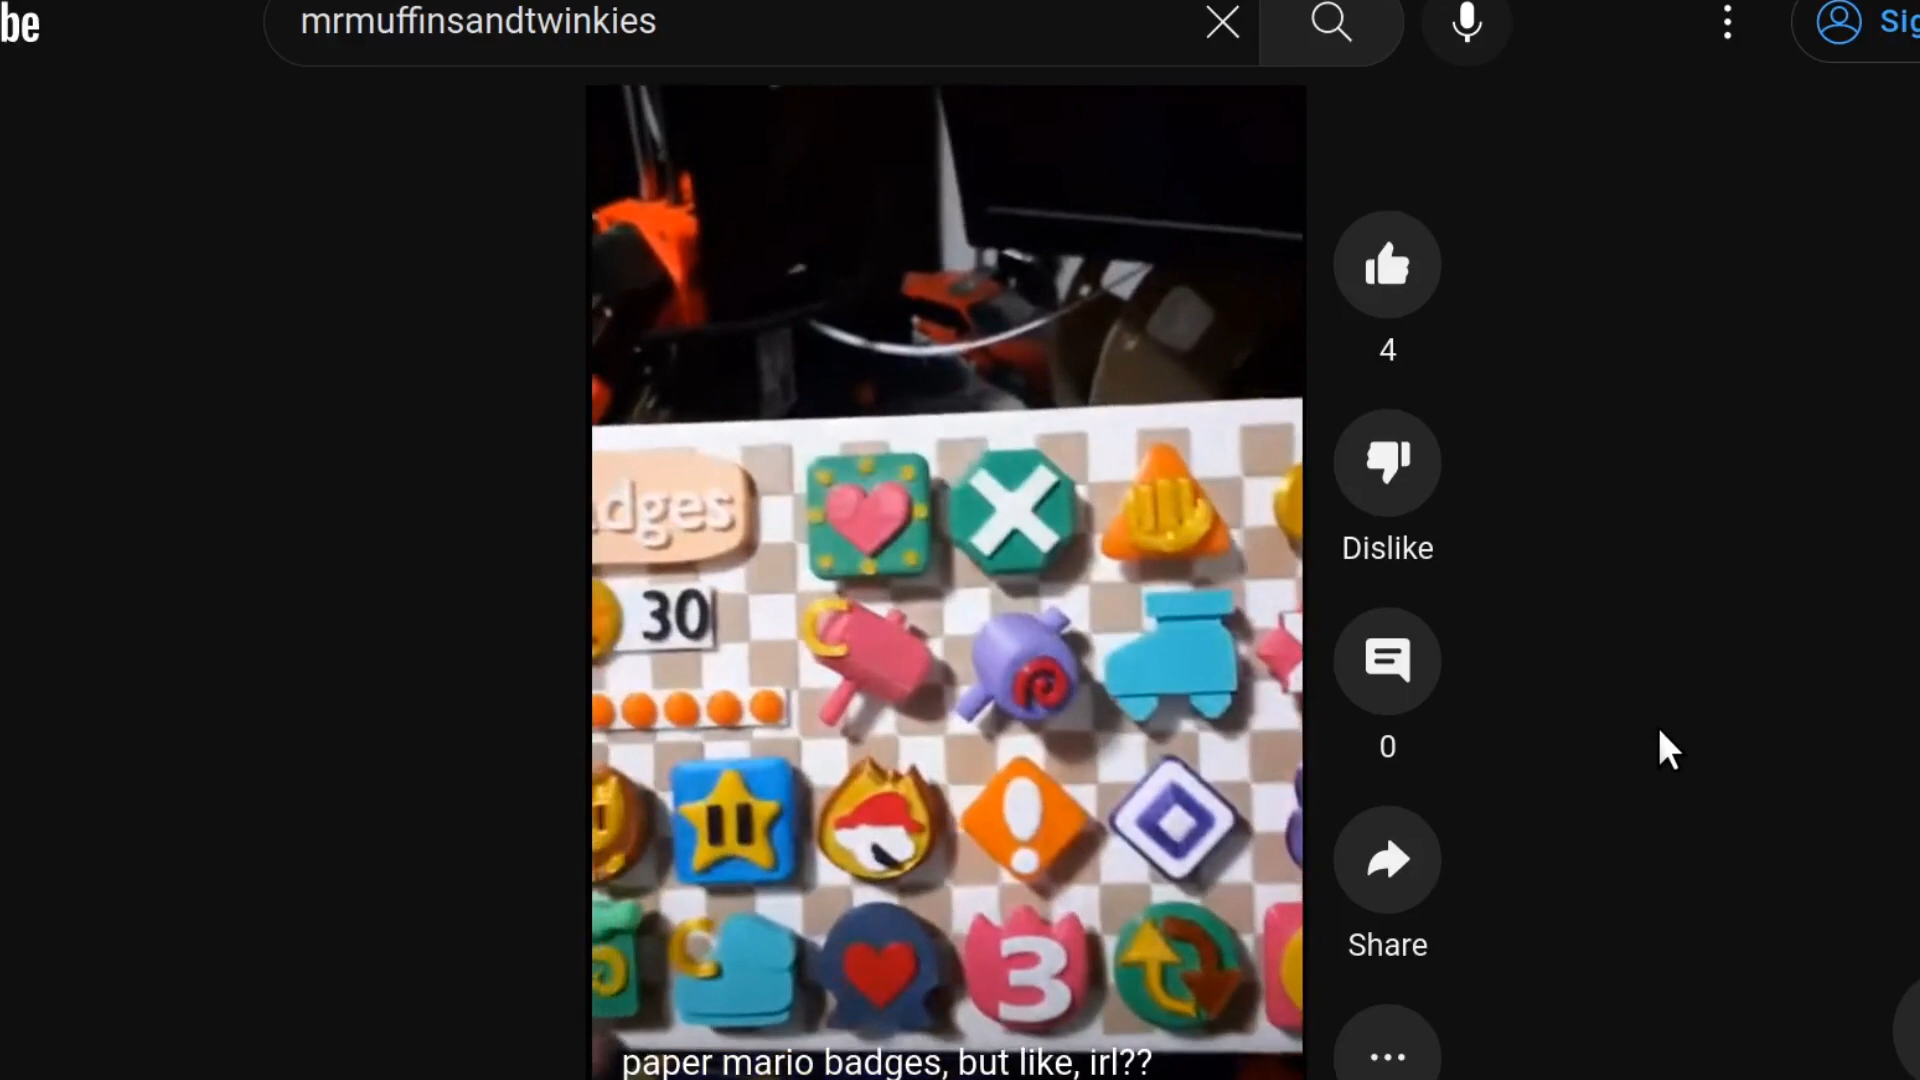 be
mrmuffinsandtwinkies
Sig
4
Dislike
dges
30
0
3
Share
paper mario badges, but like, irl??